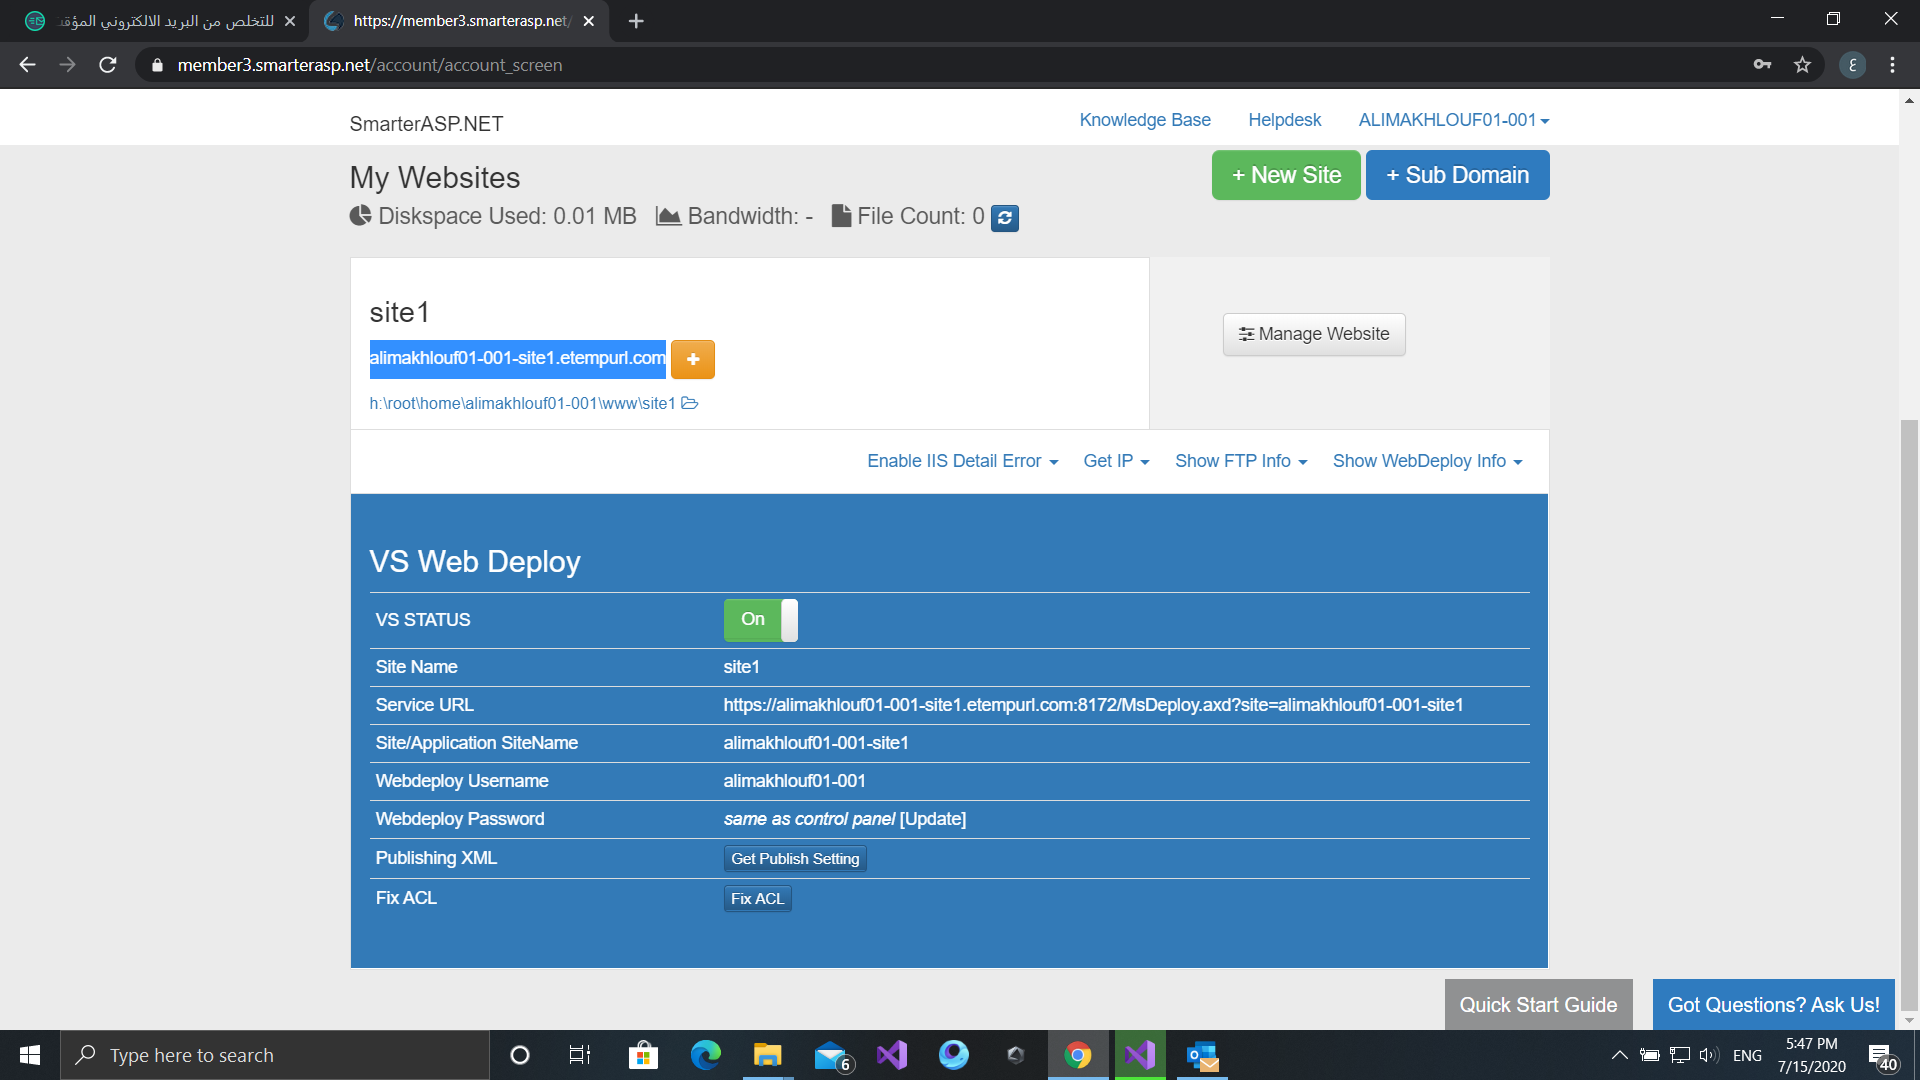 للتخلص من البريد الالكتروني المؤقت
https://member3.smarterasp.net/
member3.smarterasp.net/account/account_screen
ع
SmarterASP.NET
Knowledge Base
Helpdesk
ALIMAKHLOUF01-001
My Websites
+ New Site
+ Sub Domain
Diskspace Used: 0.01 MB Bandwidth: - File Count: 0
site1
alimakhlouf01-001-site1.etempurl.com
Manage Website
h:\root\home\alimakhlouf01-001\www\site1
Enable IIS Detail Error
Get IP
Show FTP Info
Show WebDeploy Info
VS Web Deploy
VS STATUS On
Site Name site1
Service URL https://alimakhlouf01-001-site1.etempurl.com:8172/MsDeploy.axd?site=alimakhlouf01-001-site1
Site/Application SiteName alimakhlouf01-001-site1
Webdeploy Username alimakhlouf01-001
Webdeploy Password same as control panel [Update]
Publishing XML Get Publish Setting
Fix ACL Fix ACL
Quick Start Guide
Got Questions? Ask Us!
Type here to search
6
ENG
5:47 PM
7/15/2020
40